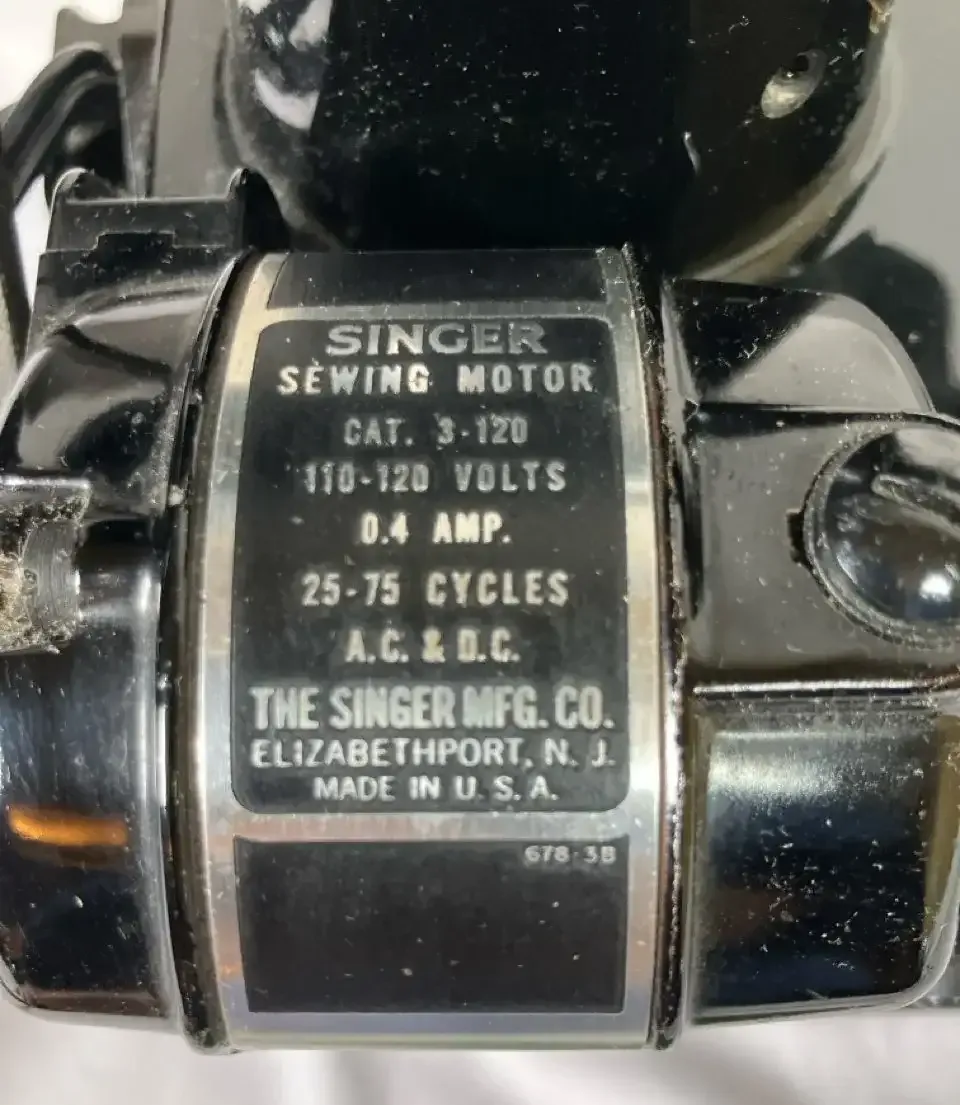 SINGER
SEWING MOTOR
CAT. 3-120
110-120 VOLTS
0.4 AMP.
25-75 CYCLES
A.C. & D.C.
THE SINGER MFG. CO.
ELIZABETHPORT, N. J.
MADE IN U. S. A.
678-3B